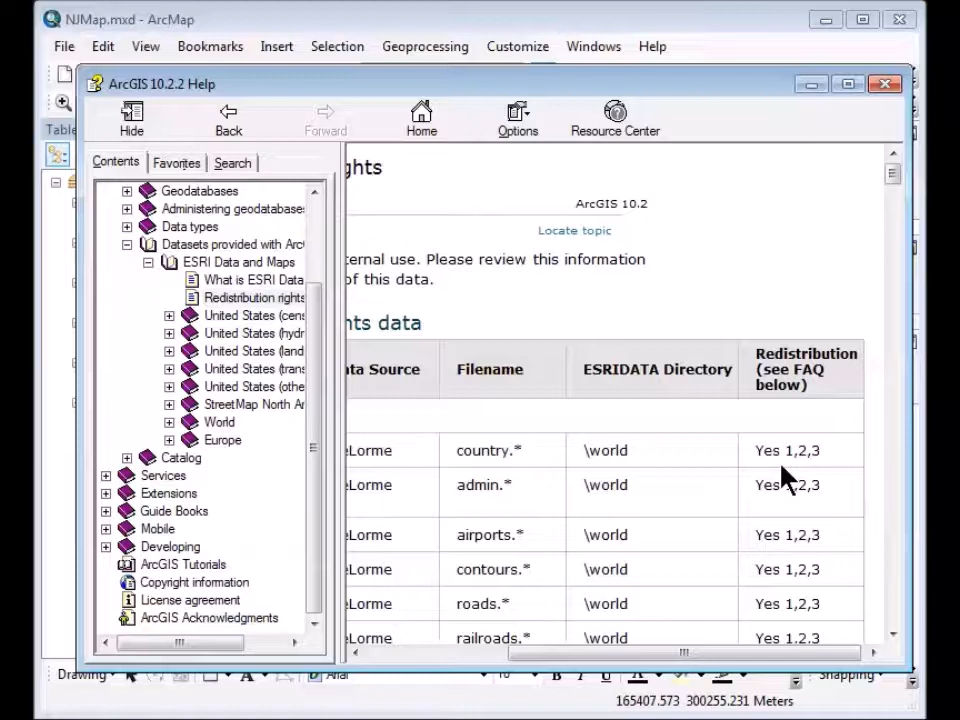 NJMap.mxd - ArcMap
File Edit View Bookmarks Insert Selection Geoprocessing Customize Windows Help
ArcGIS 10.2.2 Help
Hide Back Forward Home Options Resource Center
Table
Contents Favorites Search
Geodatabases
Administering geodatabases
Data types
Datasets provided with Arc
ESRI Data and Maps
What is ESRI Data
Redistribution rights
United States (cens
United States (hydr
United States (land
United States (trans
United States (othe
StreetMap North Ar
World
Europe
Catalog
Services
Extensions
Guide Books
Mobile
Developing
ArcGIS Tutorials
Copyright information
License agreement
ArcGIS Acknowledgments
ghts
ArcGIS 10.2
Locate topic
ternal use. Please review this information
of this data.
hts data
ata Source Filename ESRIDATA Directory Redistribution
(see FAQ
below)
eLorme country.* \world Yes 1,2,3
eLorme admin.* \world Yes 1,2,3
eLorme airports.* \world Yes 1,2,3
eLorme contours.* \world Yes 1,2,3
eLorme roads.* \world Yes 1,2,3
eLorme railroads.* \world Yes 1,2,3
Drawing A Arial 10 B I U A Snapping
165407.573 300255.231 Meters